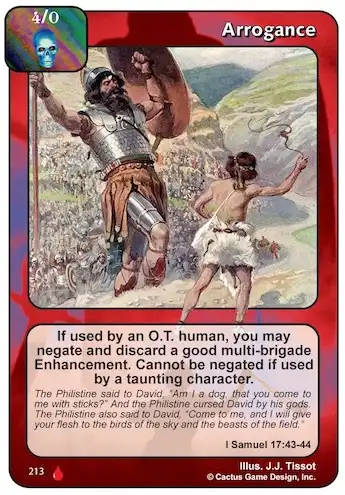 4/0
Arrogance
If used by an O.T. human, you may
negate and discard a good multi-brigade
Enhancement. Cannot be negated if used
by a taunting character.
The Philistine said to David, "Am I a dog, that you come to
me with sticks?" And the Philistine cursed David by his gods.
The Philistine also said to David, "Come to me, and I will give
your flesh to the birds of the sky and the beasts of the field."
I Samuel 17:43-44
Illus. J.J. Tissot
213
© Cactus Game Design, Inc.